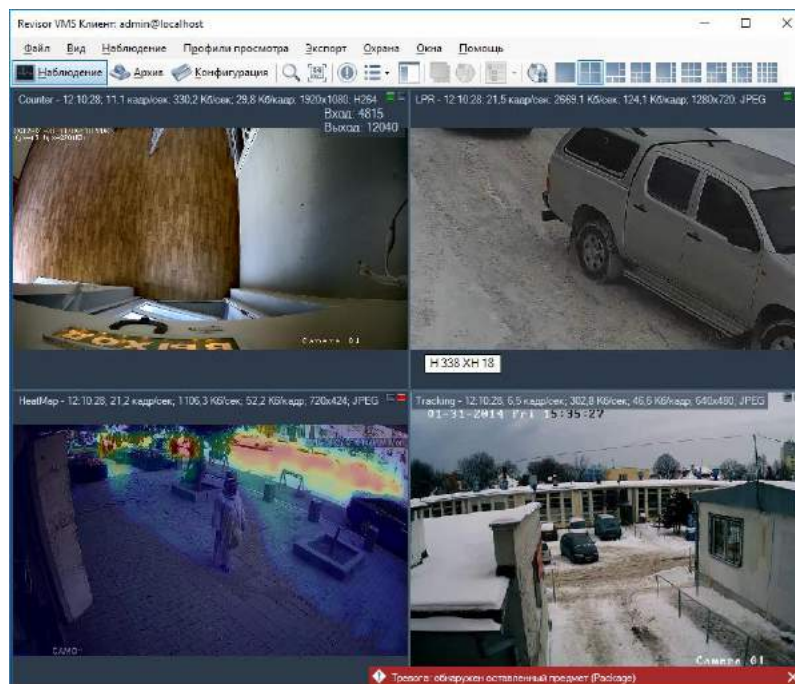 Revisor VMS Клиент: admin@localhost
Файл Вид Наблюдение Профили просмотра Экспорт Охрана Окна Помощь
Наблюдение Архив Конфигурация
Counter - 12:10:28; 11,1 кадр/сек; 330,2 Кб/сек; 29,8 Кб/кадр; 1920x1080; H264
Вход: 4815
Выход: 12040
ВЫХОД
Camera 01
LPR - 12:10:28; 21,5 кадр/сек; 2669,1 Кб/сек; 124,1 Кб/кадр; 1280x720; JPEG
H 338 XH 18
HeatMap - 12:10:28; 21,2 кадр/сек; 1106,3 Кб/сек; 52,2 Кб/кадр; 720x424; JPEG
CAM0
Tracking - 12:10:28; 6,5 кадр/сек; 302,8 Кб/сек; 46,6 Кб/кадр; 640x480; JPEG
01-31-2014 Fri 15:35:27
Camera 01
Тревога: обнаружен оставленный предмет (Package)